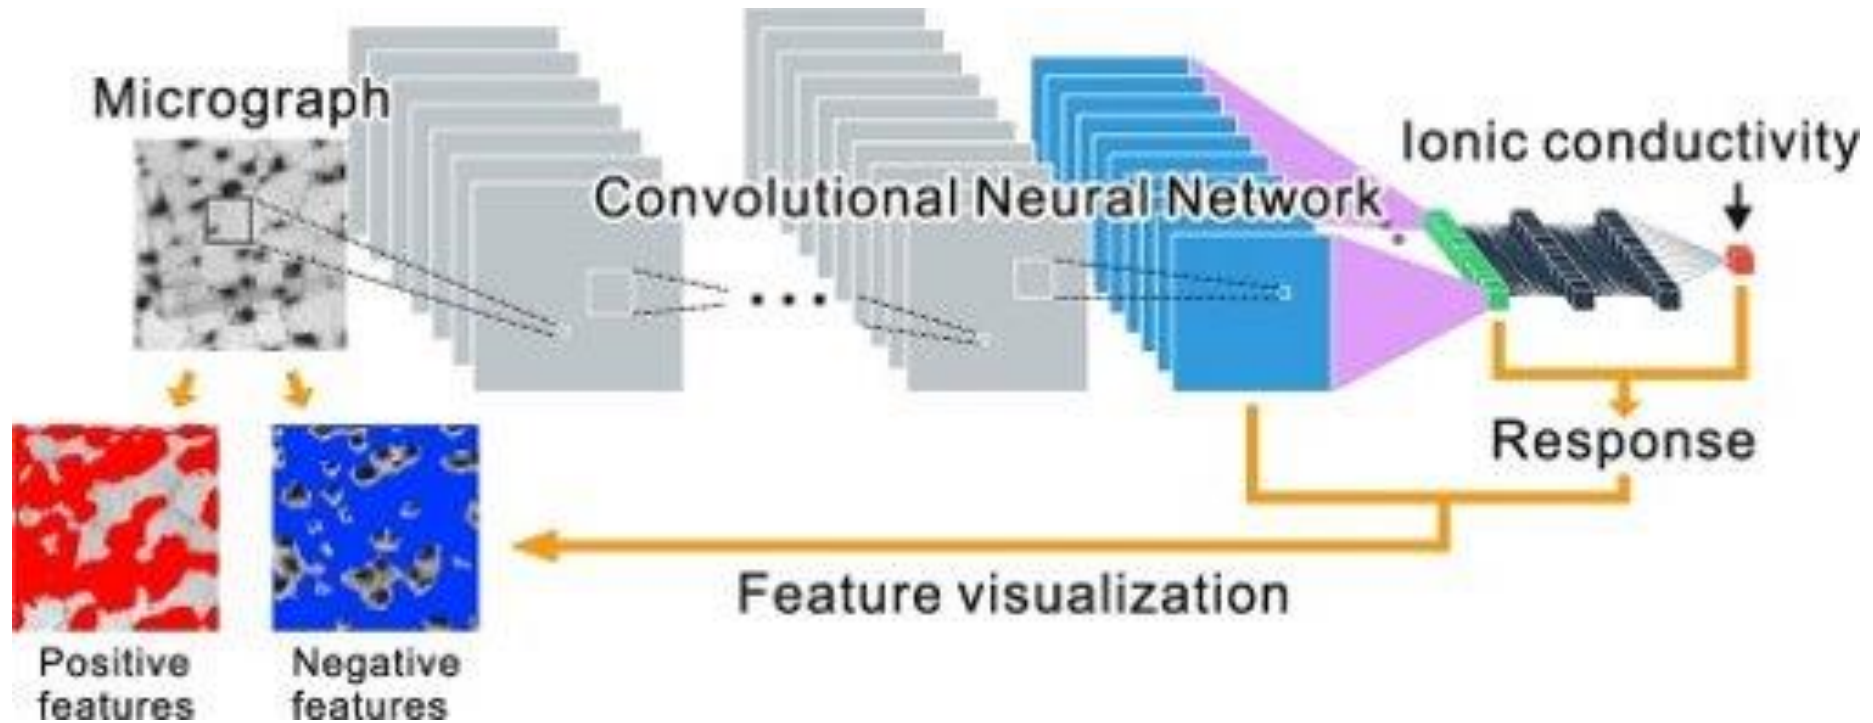 Micrograph
Convolutional Neural Network
Ionic conductivity
Response
Feature visualization
Positive
features
Negative
features